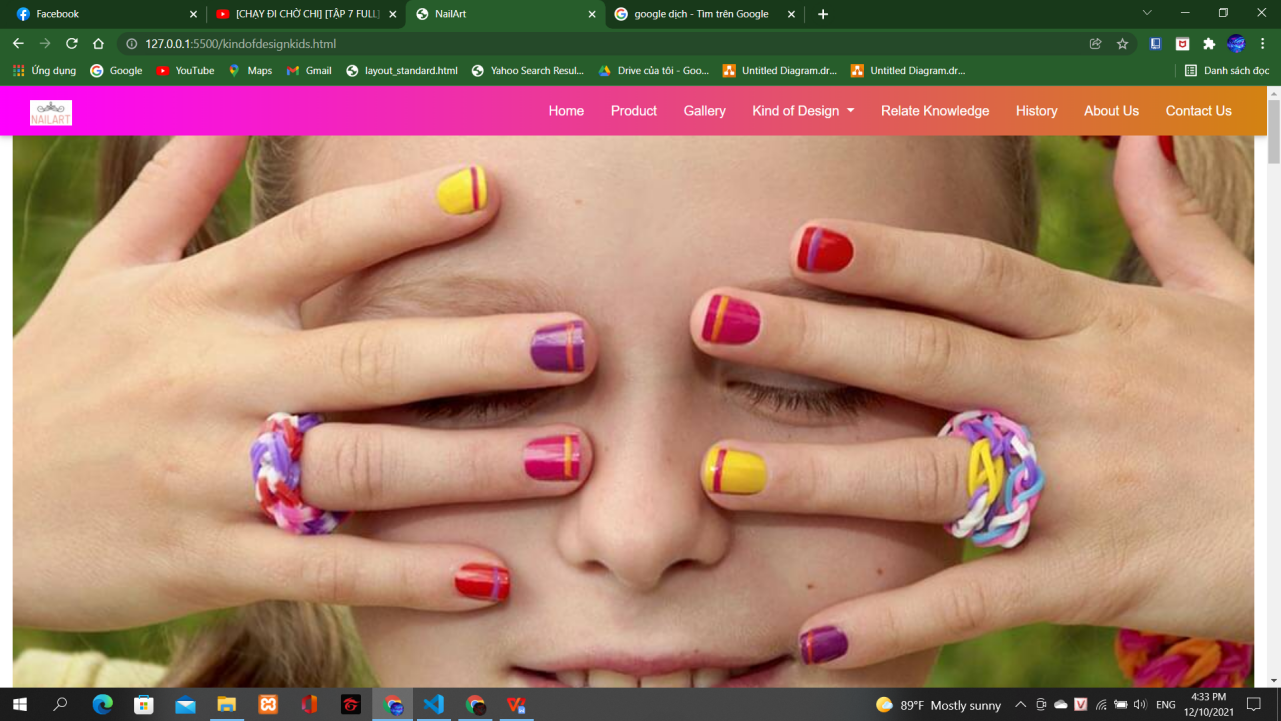 Facebook
[CHẠY ĐI CHỜ CHI] [TẬP 7 FULL]
NailArt
google dịch - Tìm trên Google
127.0.0.1:5500/kindofdesignkids.html
Ứng dụng
Google
YouTube
Maps
Gmail
layout_standard.html
Yahoo Search Resul...
Drive của tôi - Goo...
Untitled Diagram.dr...
Untitled Diagram.dr...
Danh sách đọc
NAILART
Home
Product
Gallery
Kind of Design
Relate Knowledge
History
About Us
Contact Us
89°F Mostly sunny
ENG
4:33 PM
12/10/2021